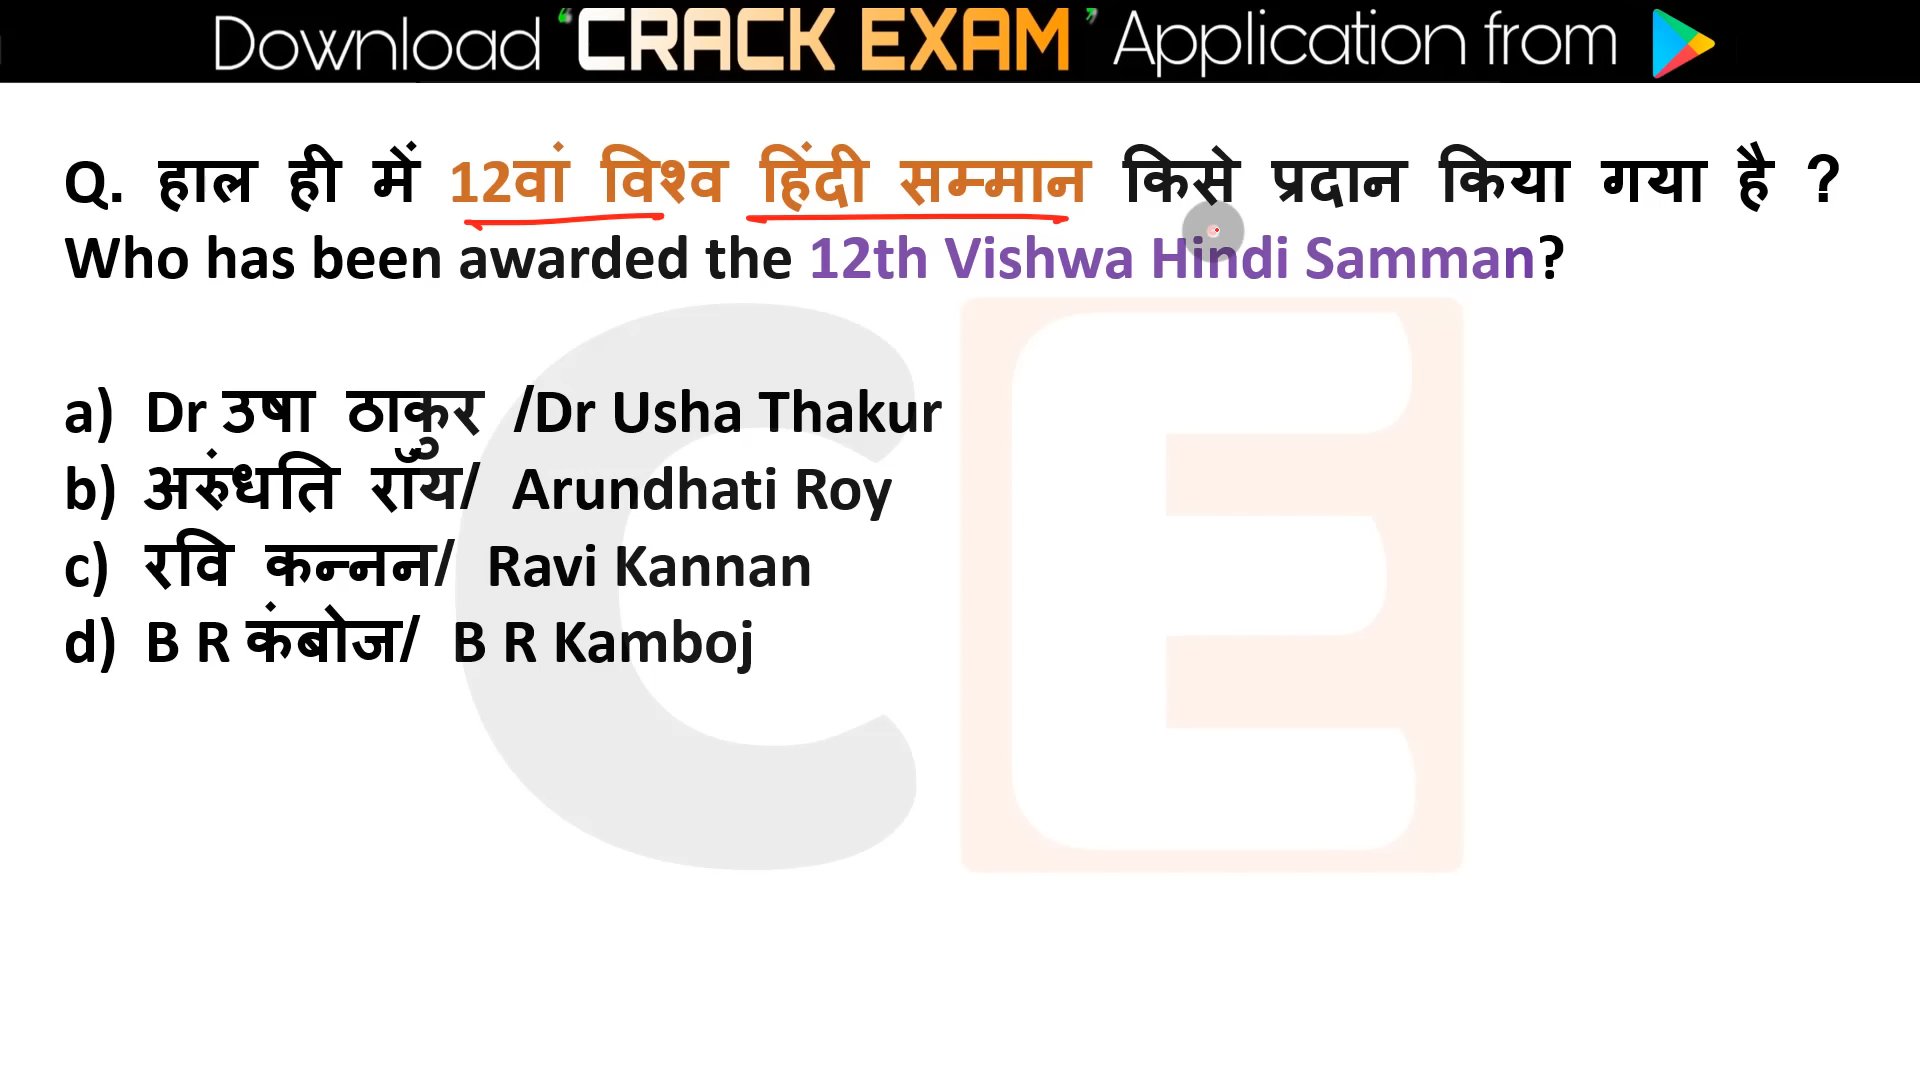 Download ‘CRACK EXAM’ Application from
Q. हाल ही में 12वां विश्व हिंदी सम्मान किसे प्रदान किया गया है ?
Who has been awarded the 12th Vishwa Hindi Samman?
a) Dr उषा ठाकुर /Dr Usha Thakur
b) अरुंधति रॉय/ Arundhati Roy
c) रवि कन्नन/ Ravi Kannan
d) B R कंबोज/ B R Kamboj
CE